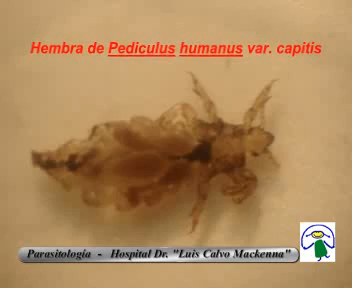 Hembra de Pediculus humanus var. capitis
Parasitología - Hospital Dr. "Luis Calvo Mackenna"